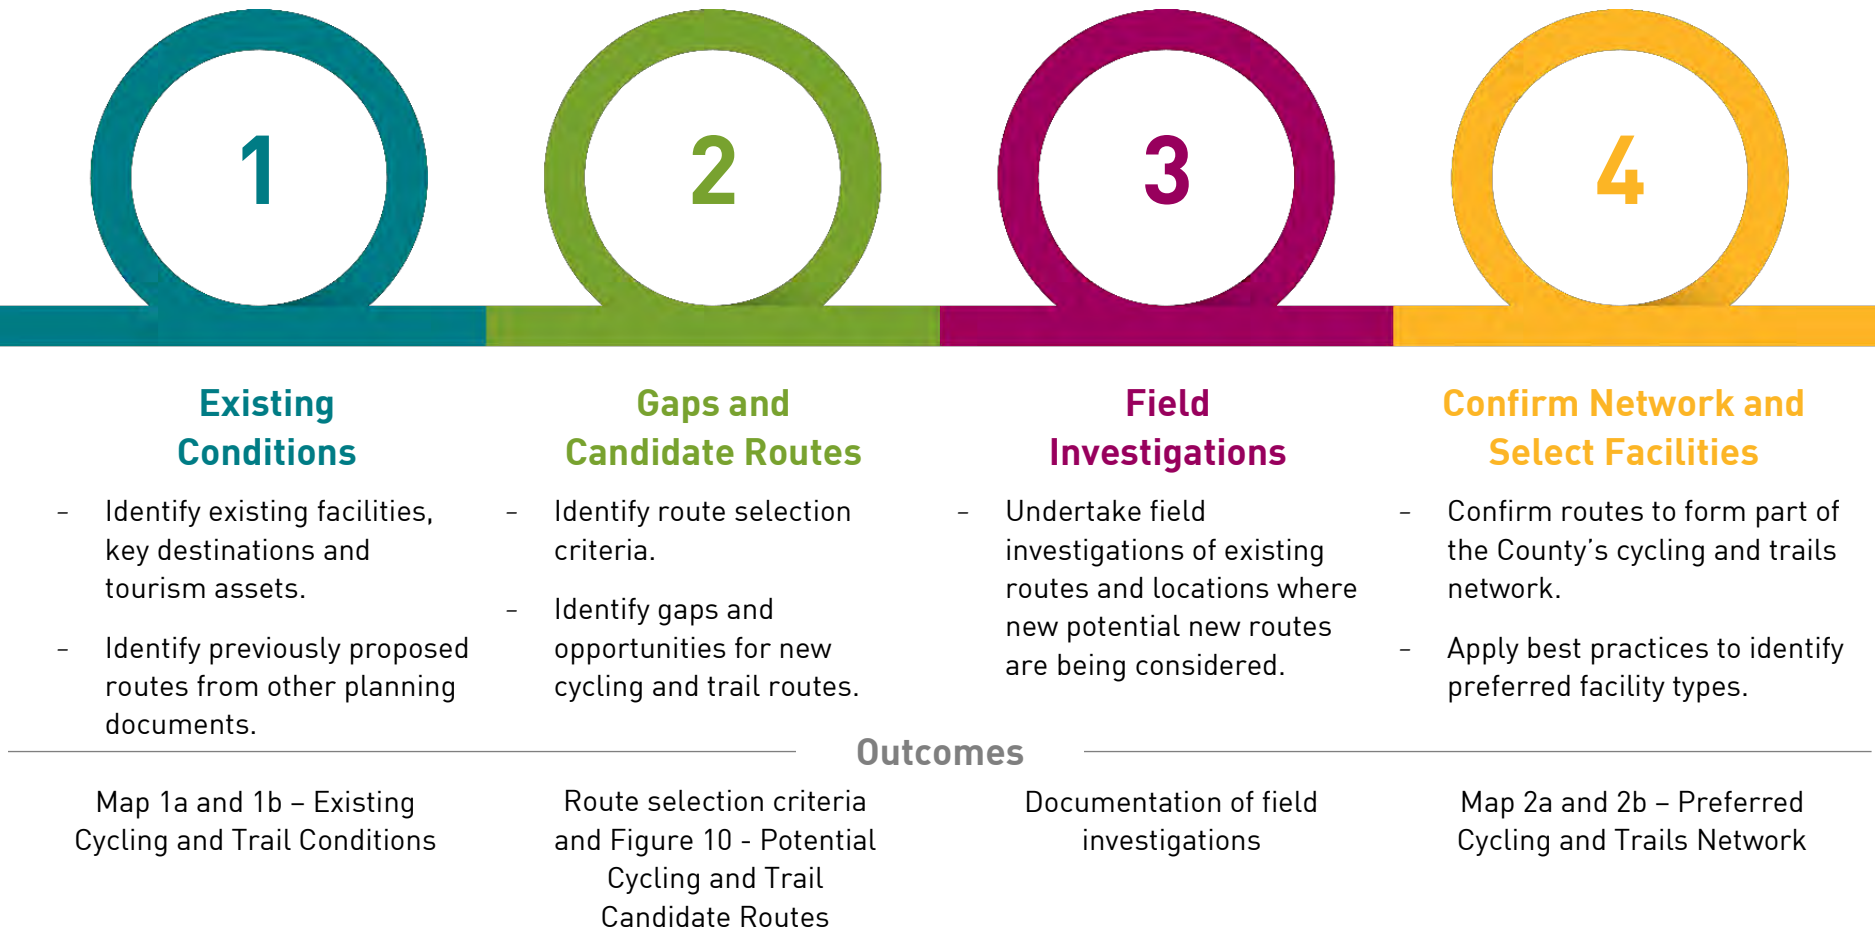 1
2
3
4
Existing
Conditions
– Identify existing facilities,
key destinations and
tourism assets.
– Identify previously proposed
routes from other planning
documents.
Gaps and
Candidate Routes
– Identify route selection
criteria.
– Identify gaps and
opportunities for new
cycling and trail routes.
Field
Investigations
– Undertake field
investigations of existing
routes and locations where
new potential new routes
are being considered.
Confirm Network and
Select Facilities
– Confirm routes to form part of
the County’s cycling and trails
network.
– Apply best practices to identify
preferred facility types.
Outcomes
Map 1a and 1b – Existing
Cycling and Trail Conditions
Route selection criteria
and Figure 10 - Potential
Cycling and Trail
Candidate Routes
Documentation of field
investigations
Map 2a and 2b – Preferred
Cycling and Trails Network